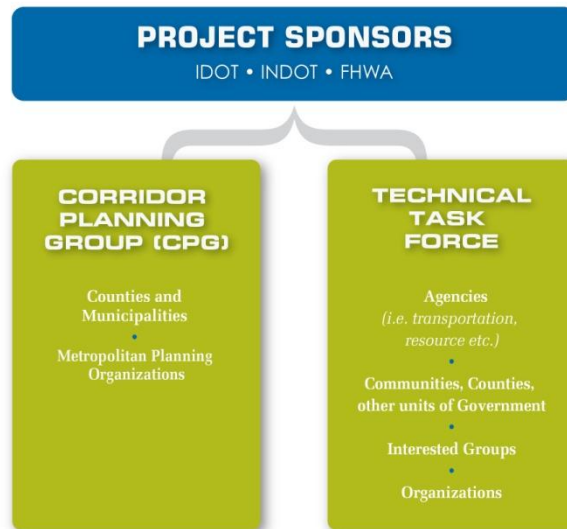 PROJECT SPONSORS
IDOT • INDOT • FHWA
CORRIDOR
PLANNING
GROUP (CPG)
Counties and
Municipalities
•
Metropolitan Planning
Organizations
TECHNICAL
TASK
FORCE
Agencies
(i.e. transportation,
resource etc.)
•
Communities, Counties,
other units of Government
•
Interested Groups
•
Organizations